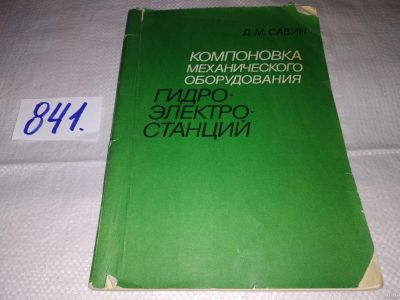 Д. М. САВИН
КОМПОНОВКА
МЕХАНИЧЕСКОГО
ОБОРУДОВАНИЯ
ГИДРО-
ЭЛЕКТРО-
СТАНЦИЙ
841.